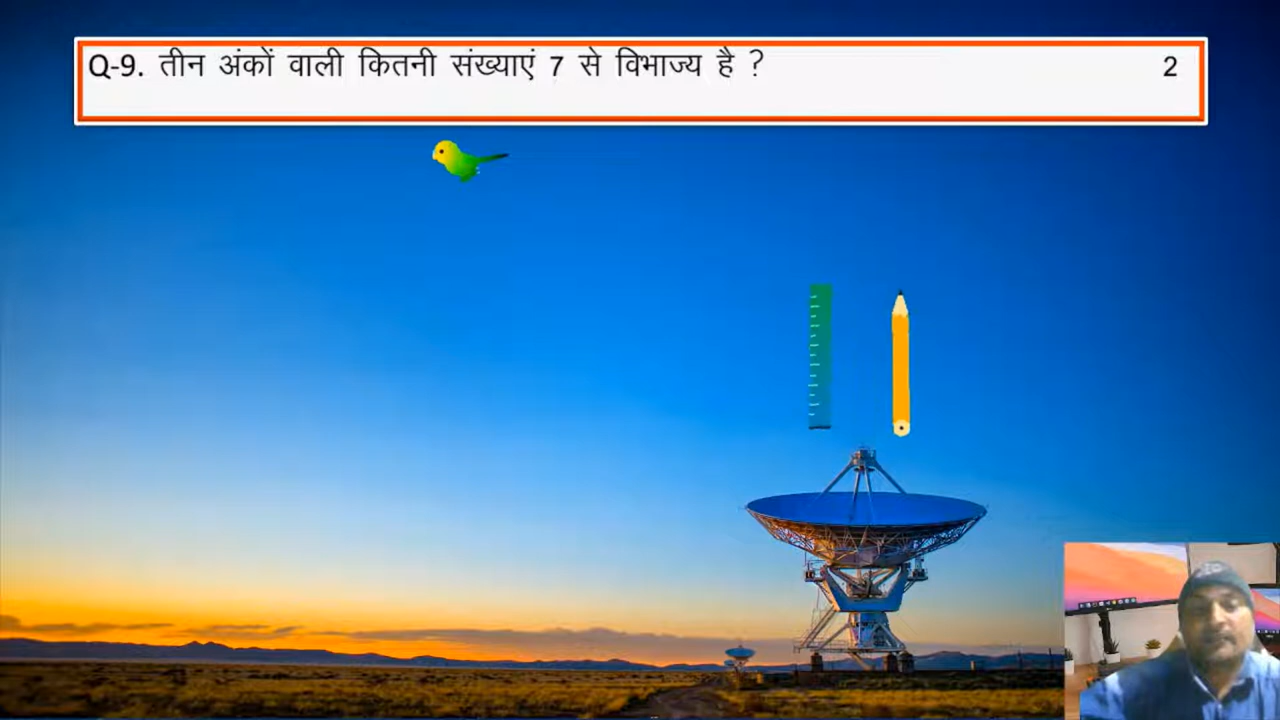 Q-9. तीन अंकों वाली कितनी संख्याएं 7 से विभाज्य है ? 2